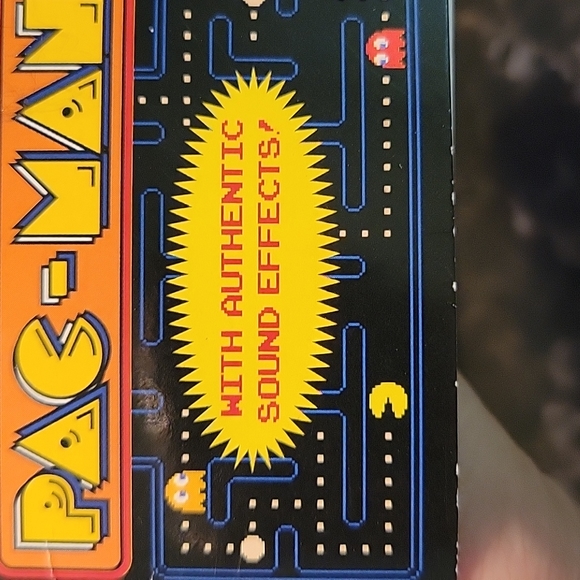 PAC-MAN
WITH AUTHENTIC
SOUND EFFECTS!